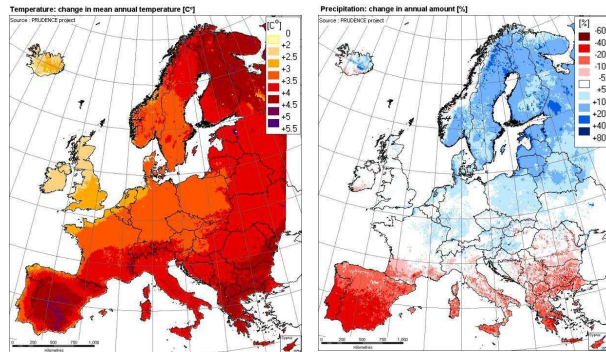 Temperature: change in mean annual temperature [C°]
Source : PRUDENCE project
[C°]
0
+2
+2.5
+3
+3.5
+4
+4.5
+5
+5.5
0 250 500 750 1,000
kilometres
Precipitation: change in annual amount [%]
Source : PRUDENCE project
[%]
-60
-40
-20
-10
-5
+5
+10
+20
+40
+80
0 250 500 750 1,000
kilometres
Cyprus